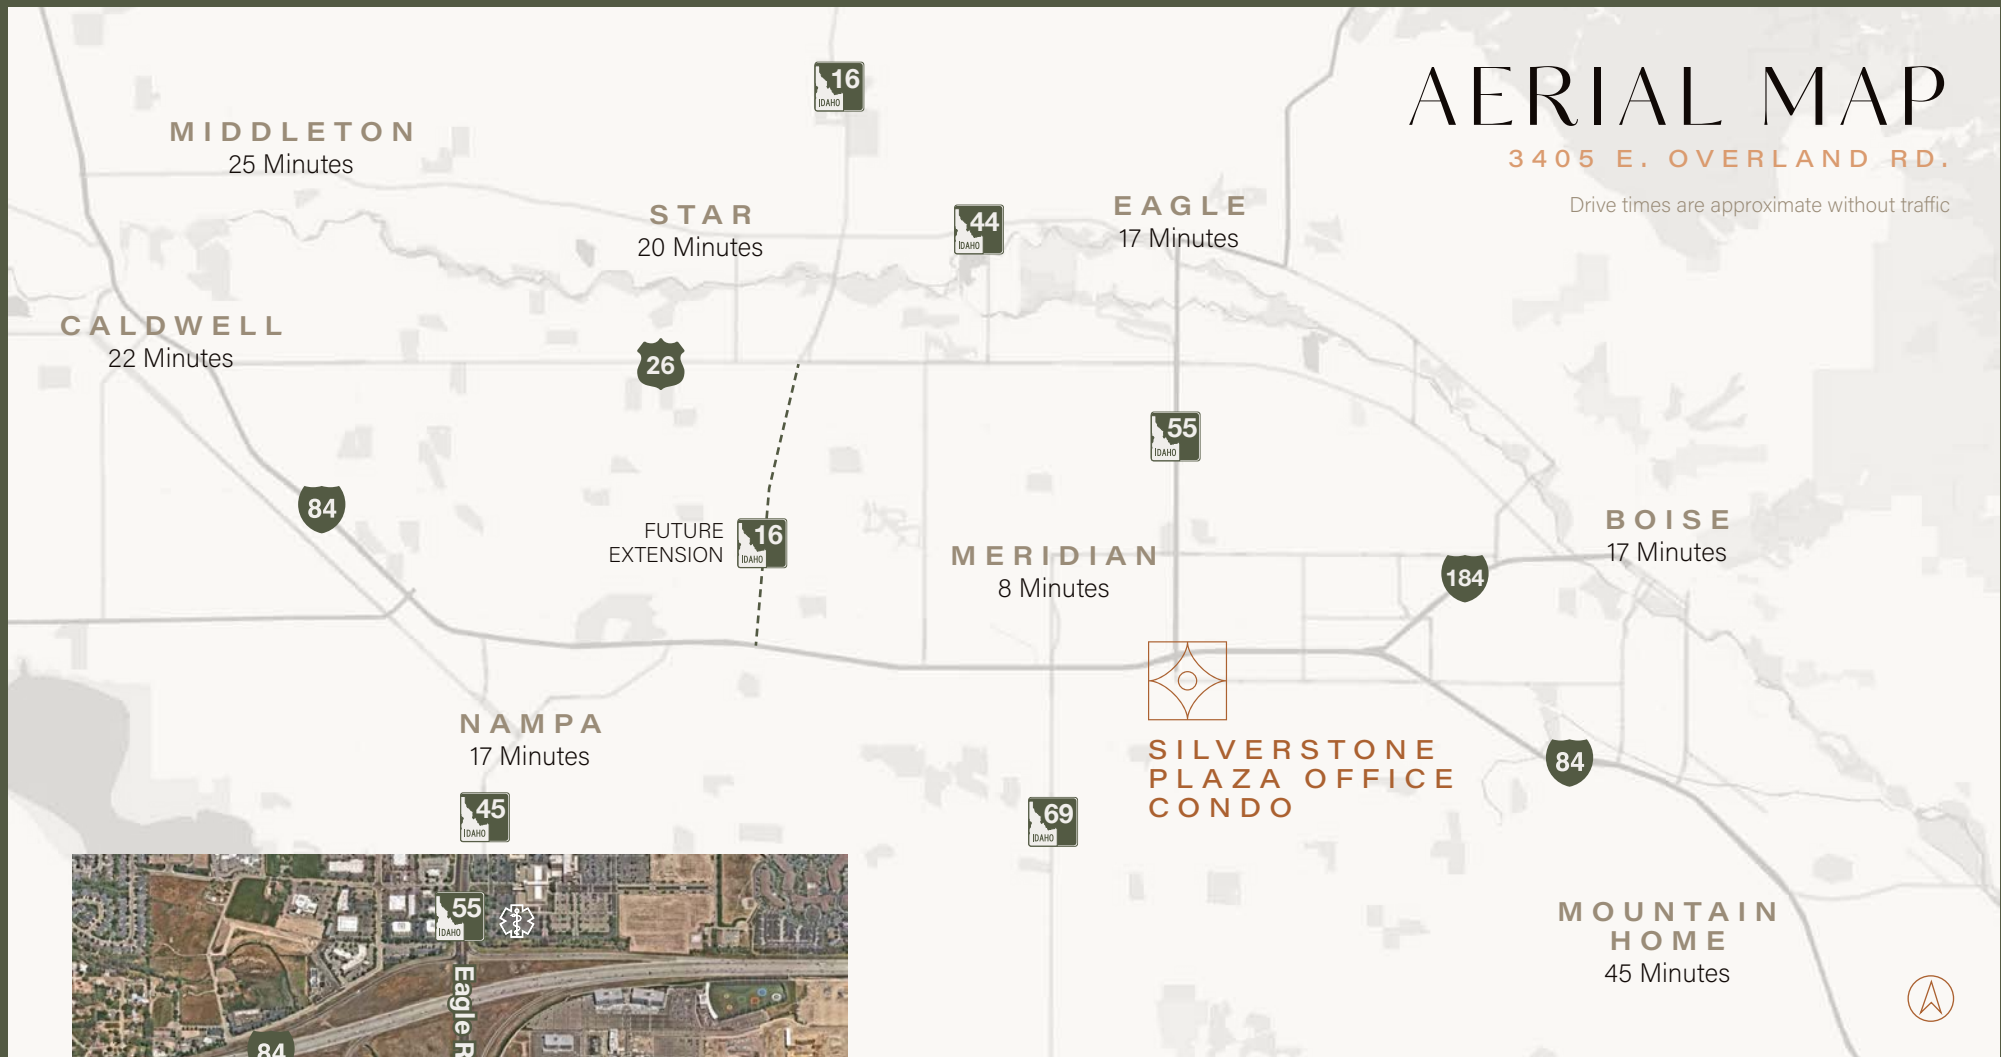 AERIAL MAP
3405 E. OVERLAND RD.
Drive times are approximate without traffic
16
IDAHO
MIDDLETON
25 Minutes
STAR
20 Minutes
44
IDAHO
EAGLE
17 Minutes
CALDWELL
22 Minutes
26
55
IDAHO
84
FUTURE
EXTENSION
16
IDAHO
MERIDIAN
8 Minutes
184
BOISE
17 Minutes
NAMPA
17 Minutes
SILVERSTONE
PLAZA OFFICE
CONDO
84
45
IDAHO
69
IDAHO
MOUNTAIN
HOME
45 Minutes
55
IDAHO
Eagle R
84